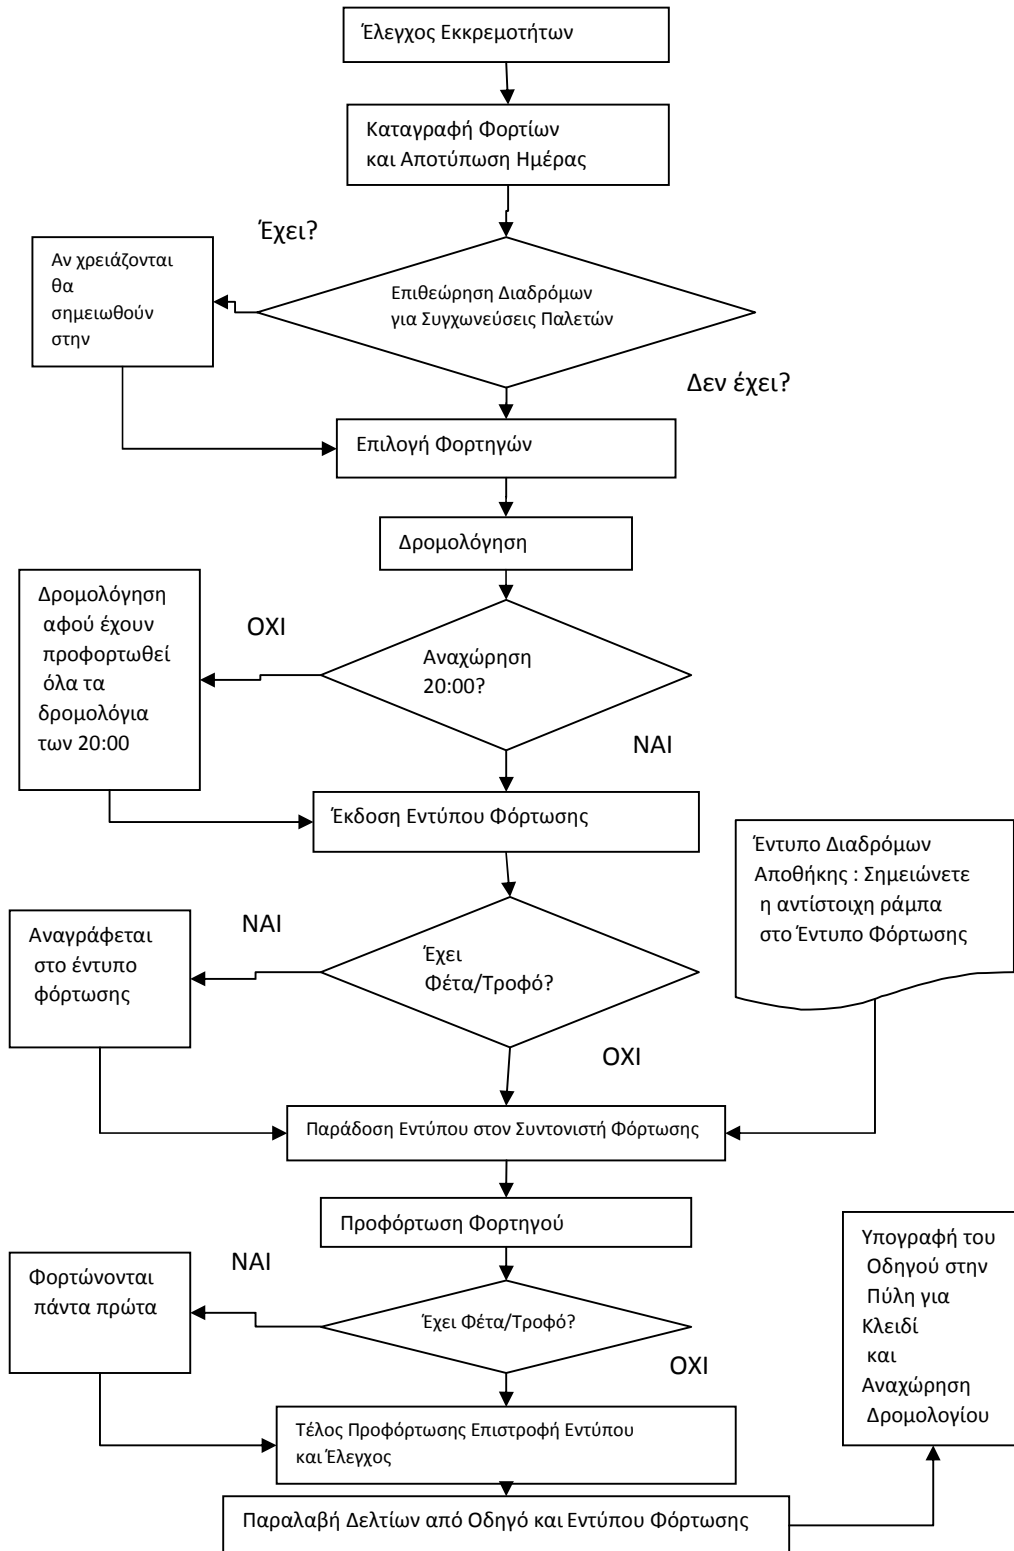 Έλεγχος Εκκρεμοτήτων
Καταγραφή Φορτίων
και Αποτύπωση Ημέρας
Έχει?
Αν χρειάζονται
θα
σημειωθούν
στην
Επιθεώρηση Διαδρόμων
για Συγχωνεύσεις Παλετών
Δεν έχει?
Επιλογή Φορτηγών
Δρομολόγηση
Δρομολόγηση
αφού έχουν
προφορτωθεί
όλα τα
δρομολόγια
των 20:00
ΟΧΙ
Αναχώρηση
20:00?
ΝΑΙ
Έκδοση Εντύπου Φόρτωσης
Έντυπο Διαδρόμων
Αποθήκης : Σημειώνετε
η αντίστοιχη ράμπα
στο Έντυπο Φόρτωσης
ΝΑΙ
Αναγράφεται
στο έντυπο
φόρτωσης
Έχει
Φέτα/Τροφό?
ΟΧΙ
Παράδοση Εντύπου στον Συντονιστή Φόρτωσης
Προφόρτωση Φορτηγού
ΝΑΙ
Φορτώνονται
πάντα πρώτα
Έχει Φέτα/Τροφό?
ΟΧΙ
Υπογραφή του
Οδηγού στην
Πύλη για
Κλειδί
και
Αναχώρηση
Δρομολογίου
Τέλος Προφόρτωσης Επιστροφή Εντύπου
και Έλεγχος
Παραλαβή Δελτίων από Οδηγό και Εντύπου Φόρτωσης